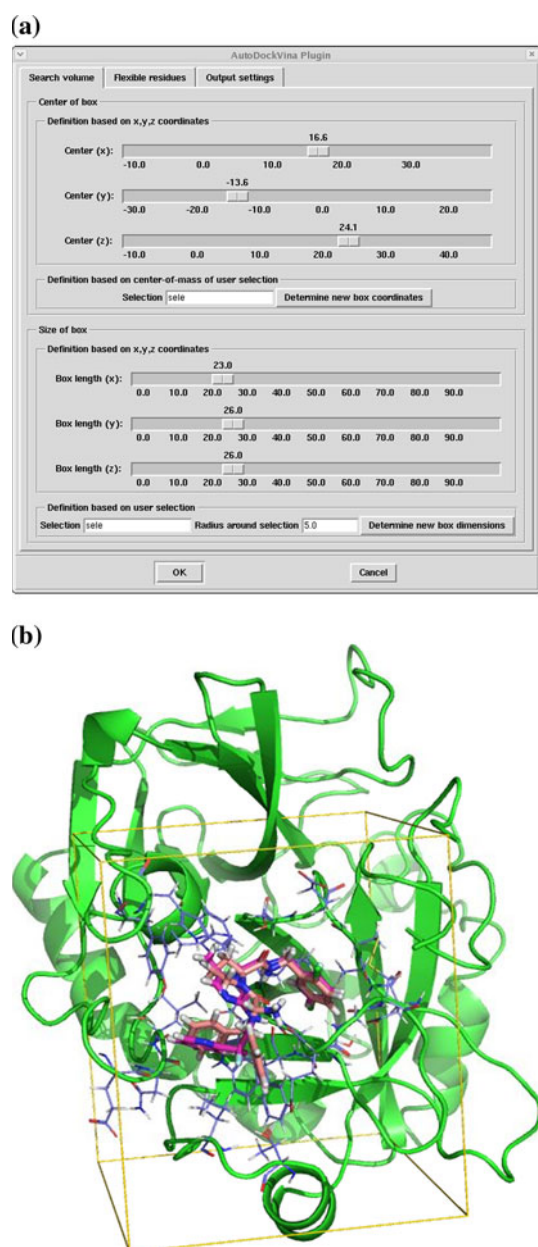 (a)
AutoDockVina Plugin
Search volume Flexible residues Output settings
Center of box
Definition based on x,y,z coordinates
16.6
Center (x):
-10.0 0.0 10.0 20.0 30.0
-13.6
Center (y):
-30.0 -20.0 -10.0 0.0 10.0 20.0
24.1
Center (z):
-10.0 0.0 10.0 20.0 30.0 40.0
Definition based on center-of-mass of user selection
Selection sele Determine new box coordinates
Size of box
Definition based on x,y,z coordinates
23.0
Box length (x):
0.0 10.0 20.0 30.0 40.0 50.0 60.0 70.0 80.0 90.0
26.0
Box length (y):
0.0 10.0 20.0 30.0 40.0 50.0 60.0 70.0 80.0 90.0
26.0
Box length (z):
0.0 10.0 20.0 30.0 40.0 50.0 60.0 70.0 80.0 90.0
Definition based on user selection
Selection sele Radius around selection 5.0 Determine new box dimensions
OK Cancel
(b)